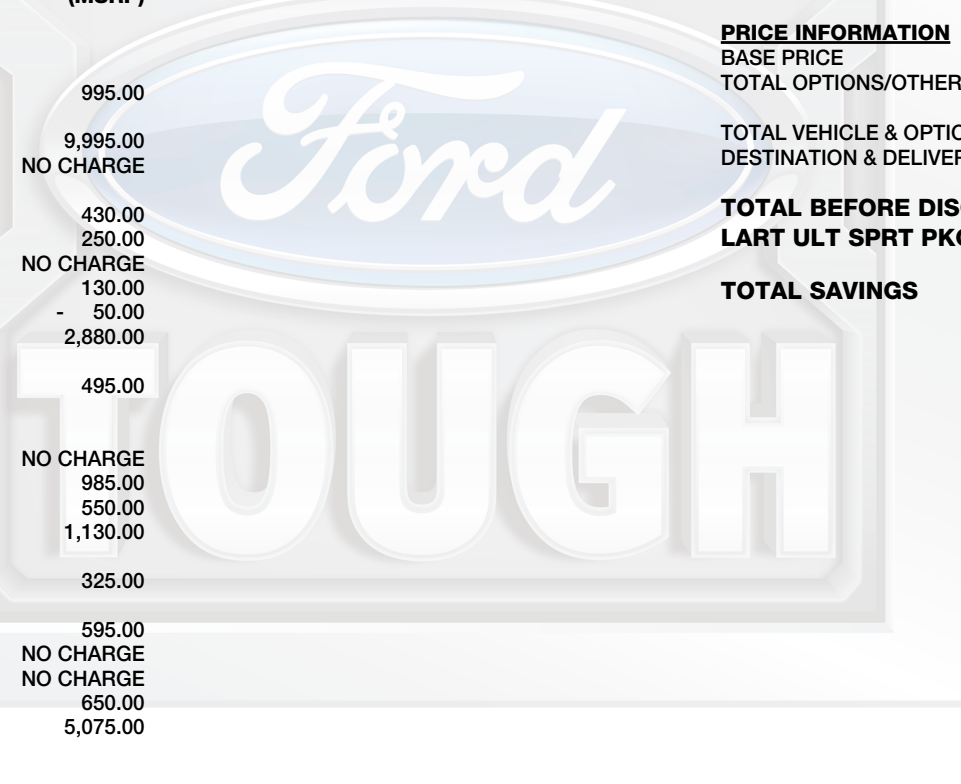 (MSRP)
995.00
9,995.00
NO CHARGE
430.00
250.00
NO CHARGE
130.00
- 50.00
2,880.00
495.00
NO CHARGE
985.00
550.00
1,130.00
325.00
595.00
NO CHARGE
NO CHARGE
650.00
5,075.00
Ford
TOUGH
PRICE INFORMATION
BASE PRICE
TOTAL OPTIONS/OTHER
TOTAL VEHICLE & OPTIO
DESTINATION & DELIVER
TOTAL BEFORE DIS
LART ULT SPRT PK
TOTAL SAVINGS